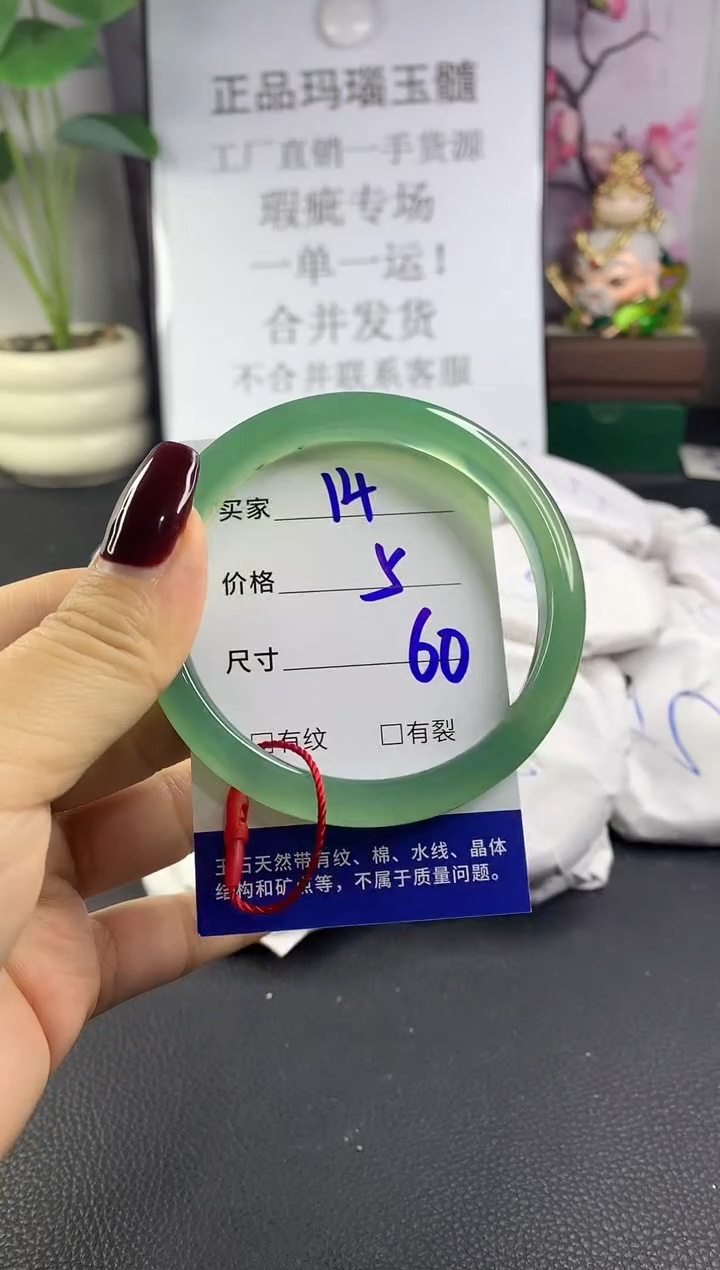 正品玛瑙玉髓
工厂直销一手货源
瑕疵专场
一单一运！
合并发货
不合并联系客服
买家 14
价格 5
尺寸 60
□有纹 □有裂
玉石天然带有纹、棉、水线、晶体
结构和矿点等，不属于质量问题。